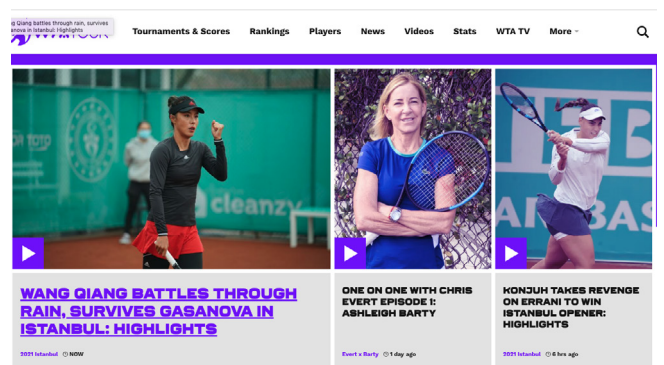 g Qiang battles through rain, survives
anova in Istanbul: Highlights
Tournaments & Scores Rankings Players News Videos Stats WTA TV More
cleanzy
WANG QIANG BATTLES THROUGH
RAIN, SURVIVES GASANOVA IN
ISTANBUL: HIGHLIGHTS
2021 Istanbul NOW
ONE ON ONE WITH CHRIS
EVERT EPISODE 1:
ASHLEIGH BARTY
Evert x Barty 1 day ago
KONJUH TAKES REVENGE
ON ERRANI TO WIN
ISTANBUL OPENER:
HIGHLIGHTS
2021 Istanbul 6 hrs ago